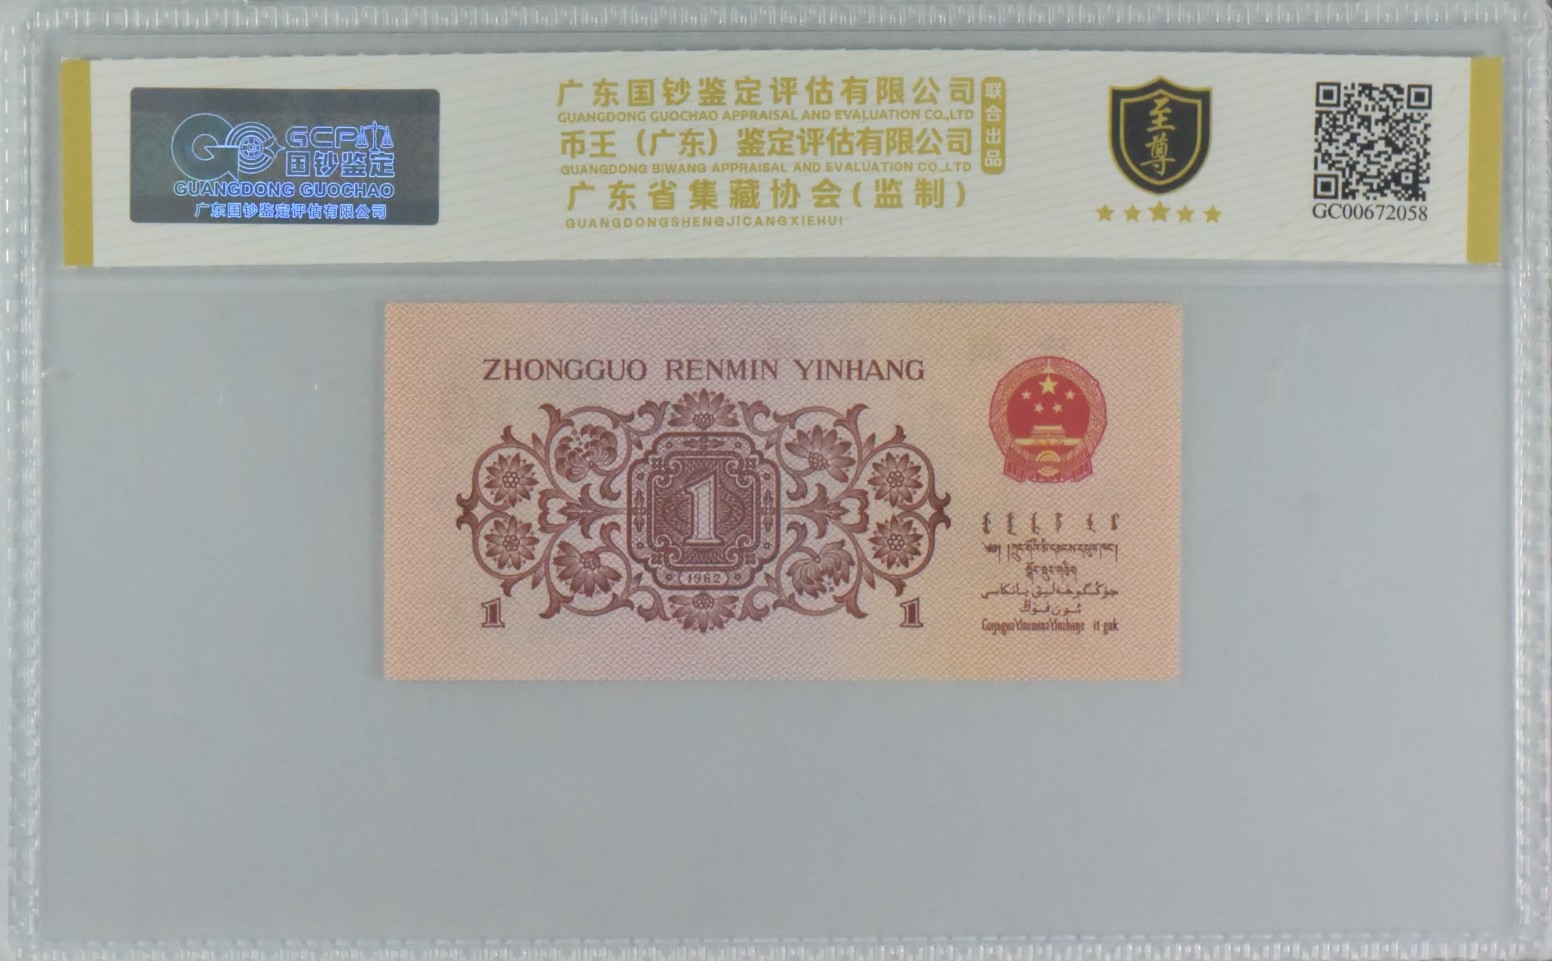 GCP
国钞鉴定
GUANGDONG GUOCHAO
广东国钞鉴定评估有限公司
广东国钞鉴定评估有限公司
GUANGDONG GUOCHAO APPRAISAL AND EVALUATION CO.,LTD
币王（广东）鉴定评估有限公司
GUANGDONG BIWANG APPRAISAL AND EVALUATION CO.,LTD
广东省集藏协会(监制)
GUANGDONGSHENGJICANGXIEHUI
联合出品
至尊
GC00672058
ZHONGGUO RENMIN YINHANG
1
1962
1
1